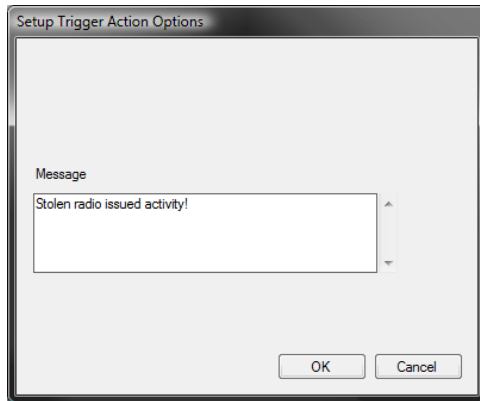 Setup Trigger Action Options
Message
Stolen radio issued activity!
OK Cancel